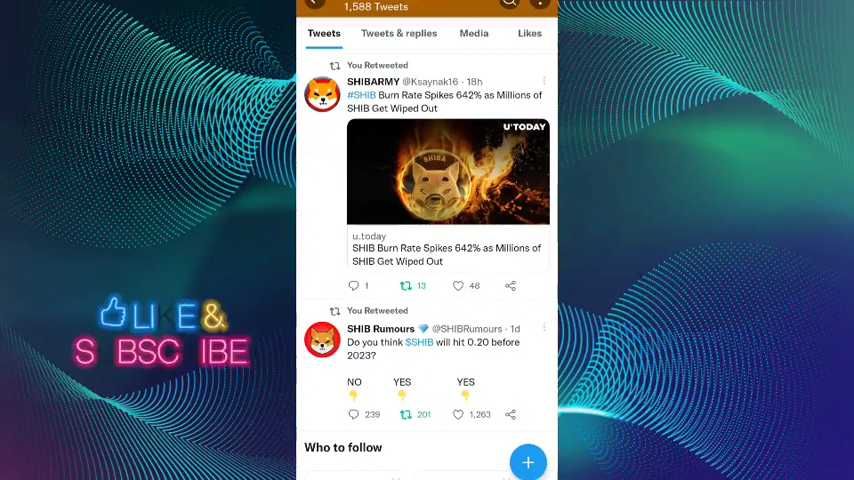 1,588 Tweets
Tweets Tweets & replies Media Likes
You Retweeted
SHIBARMY @Ksaynak16 · 18h
#SHIB Burn Rate Spikes 642% as Millions of
SHIB Get Wiped Out
U'TODAY
SHIBA
u.today
SHIB Burn Rate Spikes 642% as Millions of
SHIB Get Wiped Out
1 13 48
You Retweeted
SHIB Rumours 💎 @SHIBRumours · 1d
Do you think $SHIB will hit 0.20 before
2023?
NO YES YES
👇 👇 👇
239 201 1,263
Who to follow
LIKE &
S BSC IBE